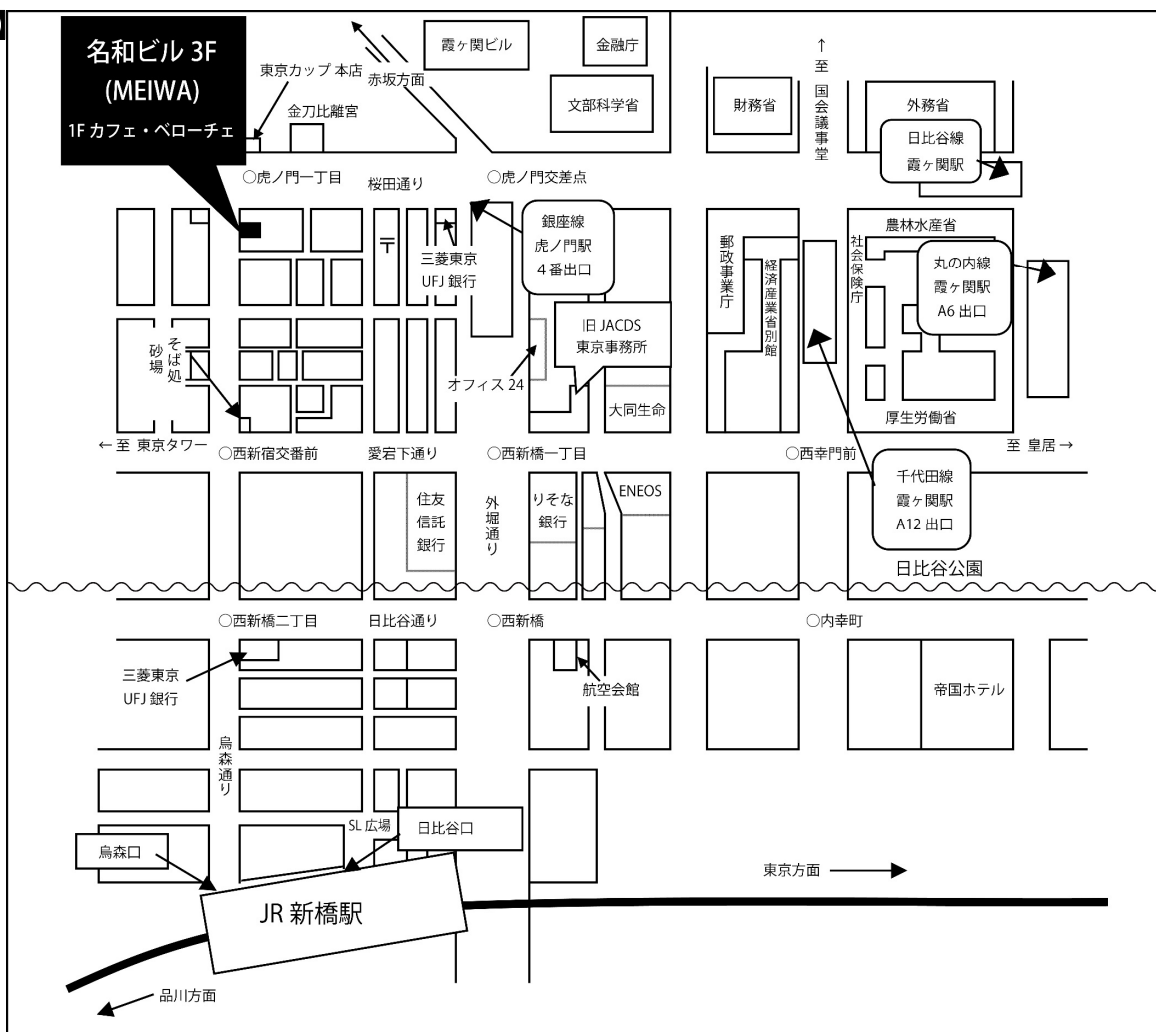 名和ビル 3F
(MEIWA)
1F カフェ・ベローチェ
東京カップ 本店
赤坂方面
金刀比離宮
霞ヶ関ビル
金融庁
文部科学省
財務省
↑至 国会議事堂
外務省
日比谷線
霞ヶ関駅
○虎ノ門一丁目
桜田通り
○虎ノ門交差点
〒
三菱東京
UFJ 銀行
銀座線
虎ノ門駅
4番出口
郵政事業庁
経済産業省別館
社会保険庁
農林水産省
丸の内線
霞ヶ関駅
A6 出口
旧 JACDS
東京事務所
そば処
砂場
オフィス 24
大同生命
厚生労働省
←至 東京タワー
○西新宿交番前
愛宕下通り
○西新橋一丁目
○西幸門前
至 皇居→
住友
信託
銀行
外堀通り
りそな
銀行
ENEOS
千代田線
霞ヶ関駅
A12 出口
日比谷公園
○西新橋二丁目
日比谷通り
○西新橋
○内幸町
三菱東京
UFJ 銀行
航空会館
帝国ホテル
烏森通り
SL 広場
日比谷口
烏森口
東京方面
JR 新橋駅
品川方面